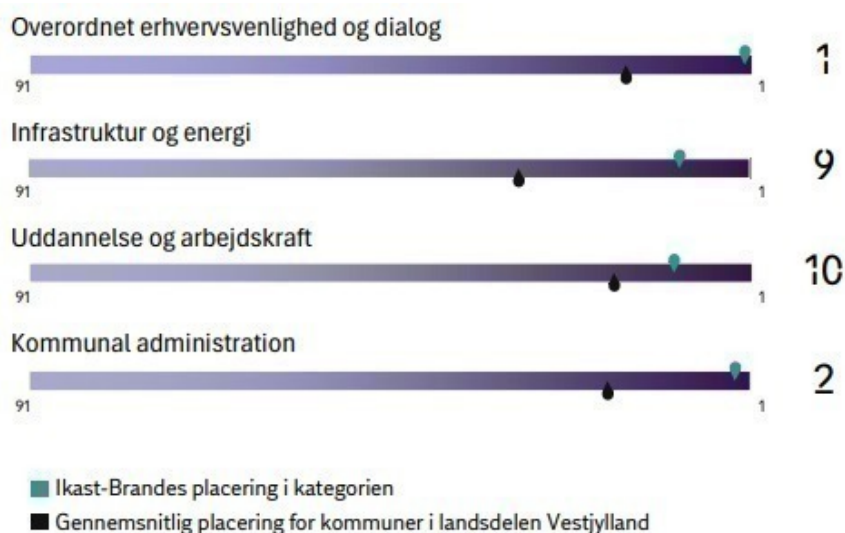 Overordnet erhvervsvenlighed og dialog
1
91 1
Infrastruktur og energi
9
91 1
Uddannelse og arbejdskraft
10
91 1
Kommunal administration
2
91 1
Ikast-Brandes placering i kategorien
Gennemsnitlig placering for kommuner i landsdelen Vestjylland